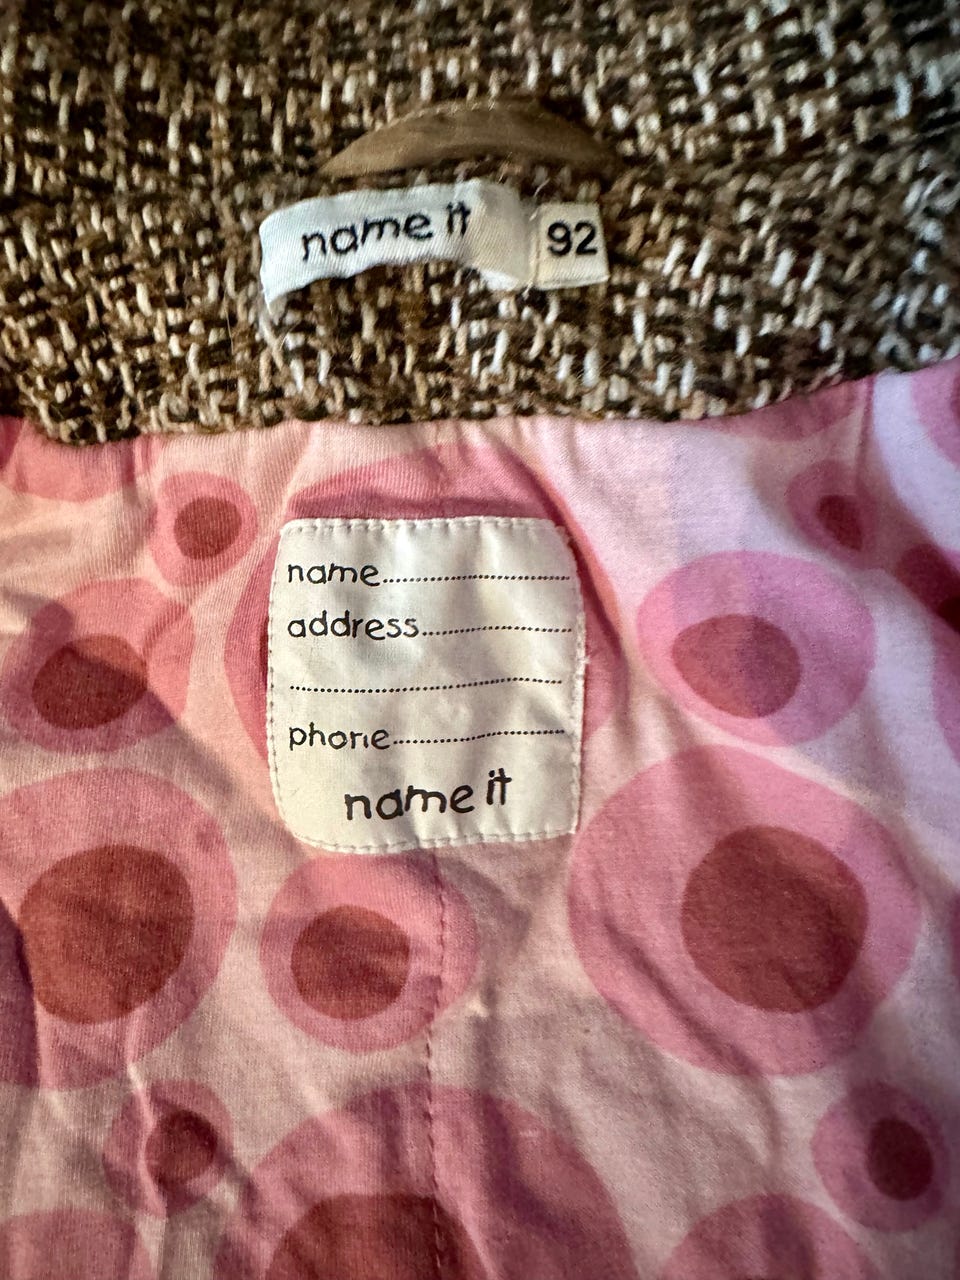 name it 92
name..............................
address........................
............................................
phone............................
name it